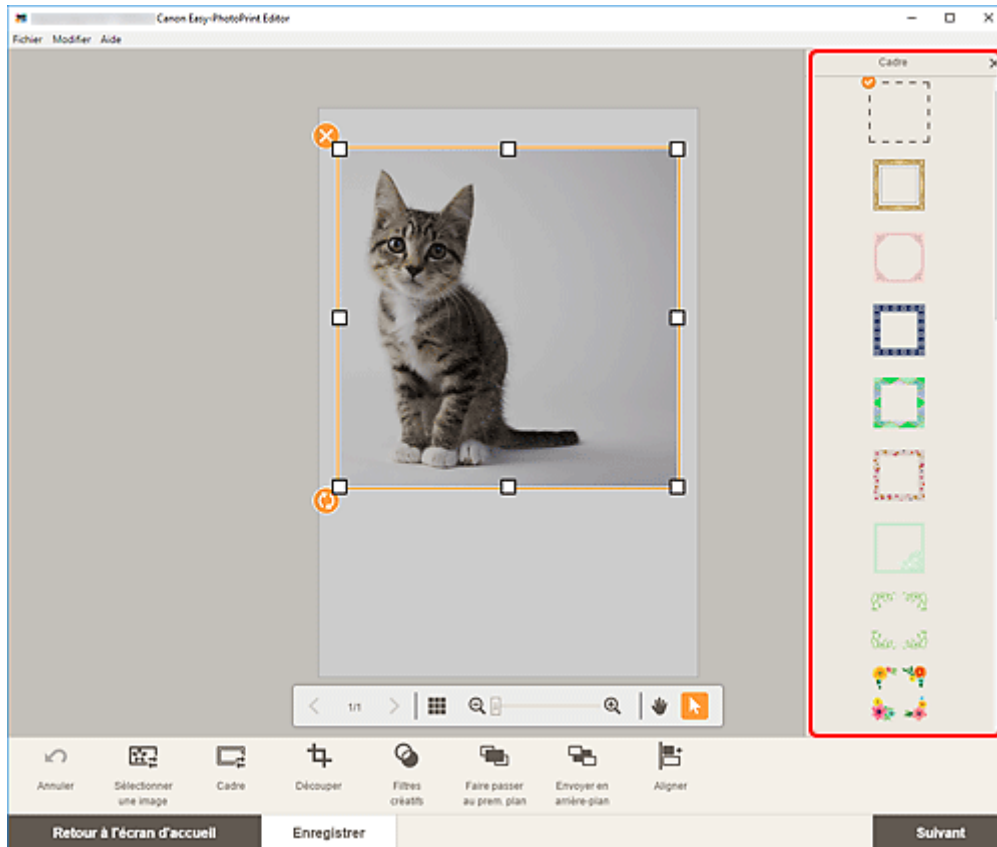 Canon Easy-PhotoPrint Editor
Fichier Modifier Aide
Cadre
1/1
Annuler
Sélectionner
une image
Cadre
Découper
Filtres
créatifs
Faire passer
au prem. plan
Envoyer en
arrière-plan
Aligner
Retour à l'écran d'accueil
Enregistrer
Suivant